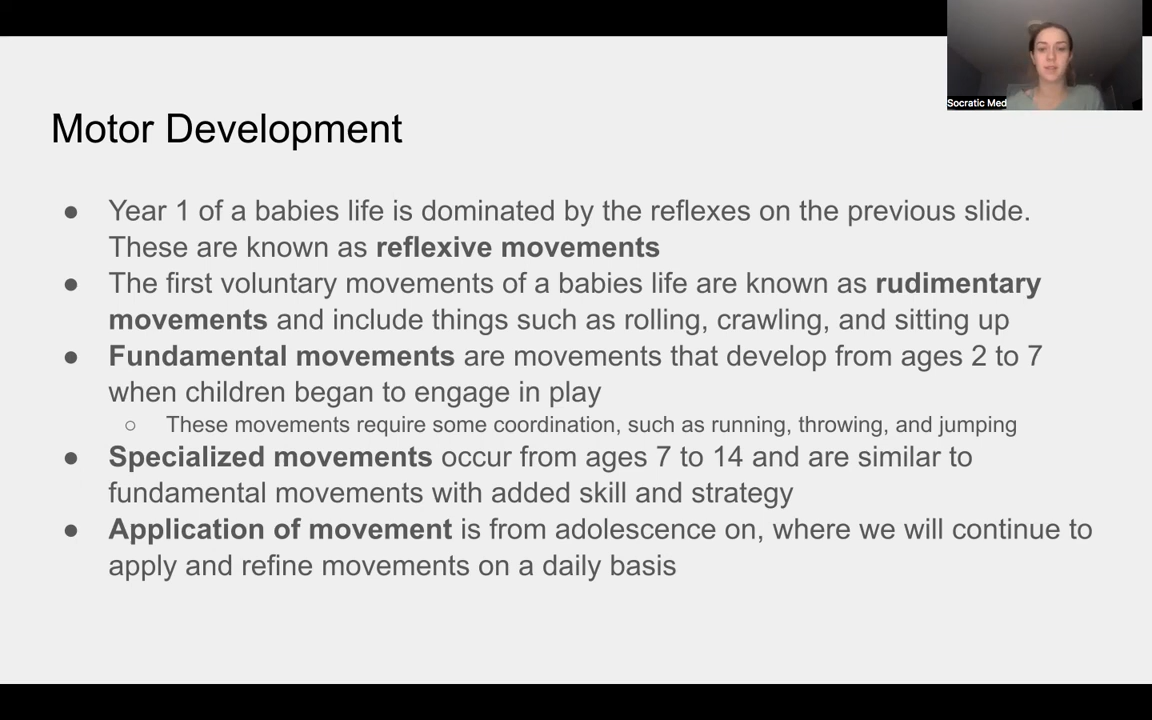 Socratic Med
Motor Development
● Year 1 of a babies life is dominated by the reflexes on the previous slide.
These are known as reflexive movements
● The first voluntary movements of a babies life are known as rudimentary
movements and include things such as rolling, crawling, and sitting up
● Fundamental movements are movements that develop from ages 2 to 7
when children began to engage in play
○ These movements require some coordination, such as running, throwing, and jumping
● Specialized movements occur from ages 7 to 14 and are similar to
fundamental movements with added skill and strategy
● Application of movement is from adolescence on, where we will continue to
apply and refine movements on a daily basis